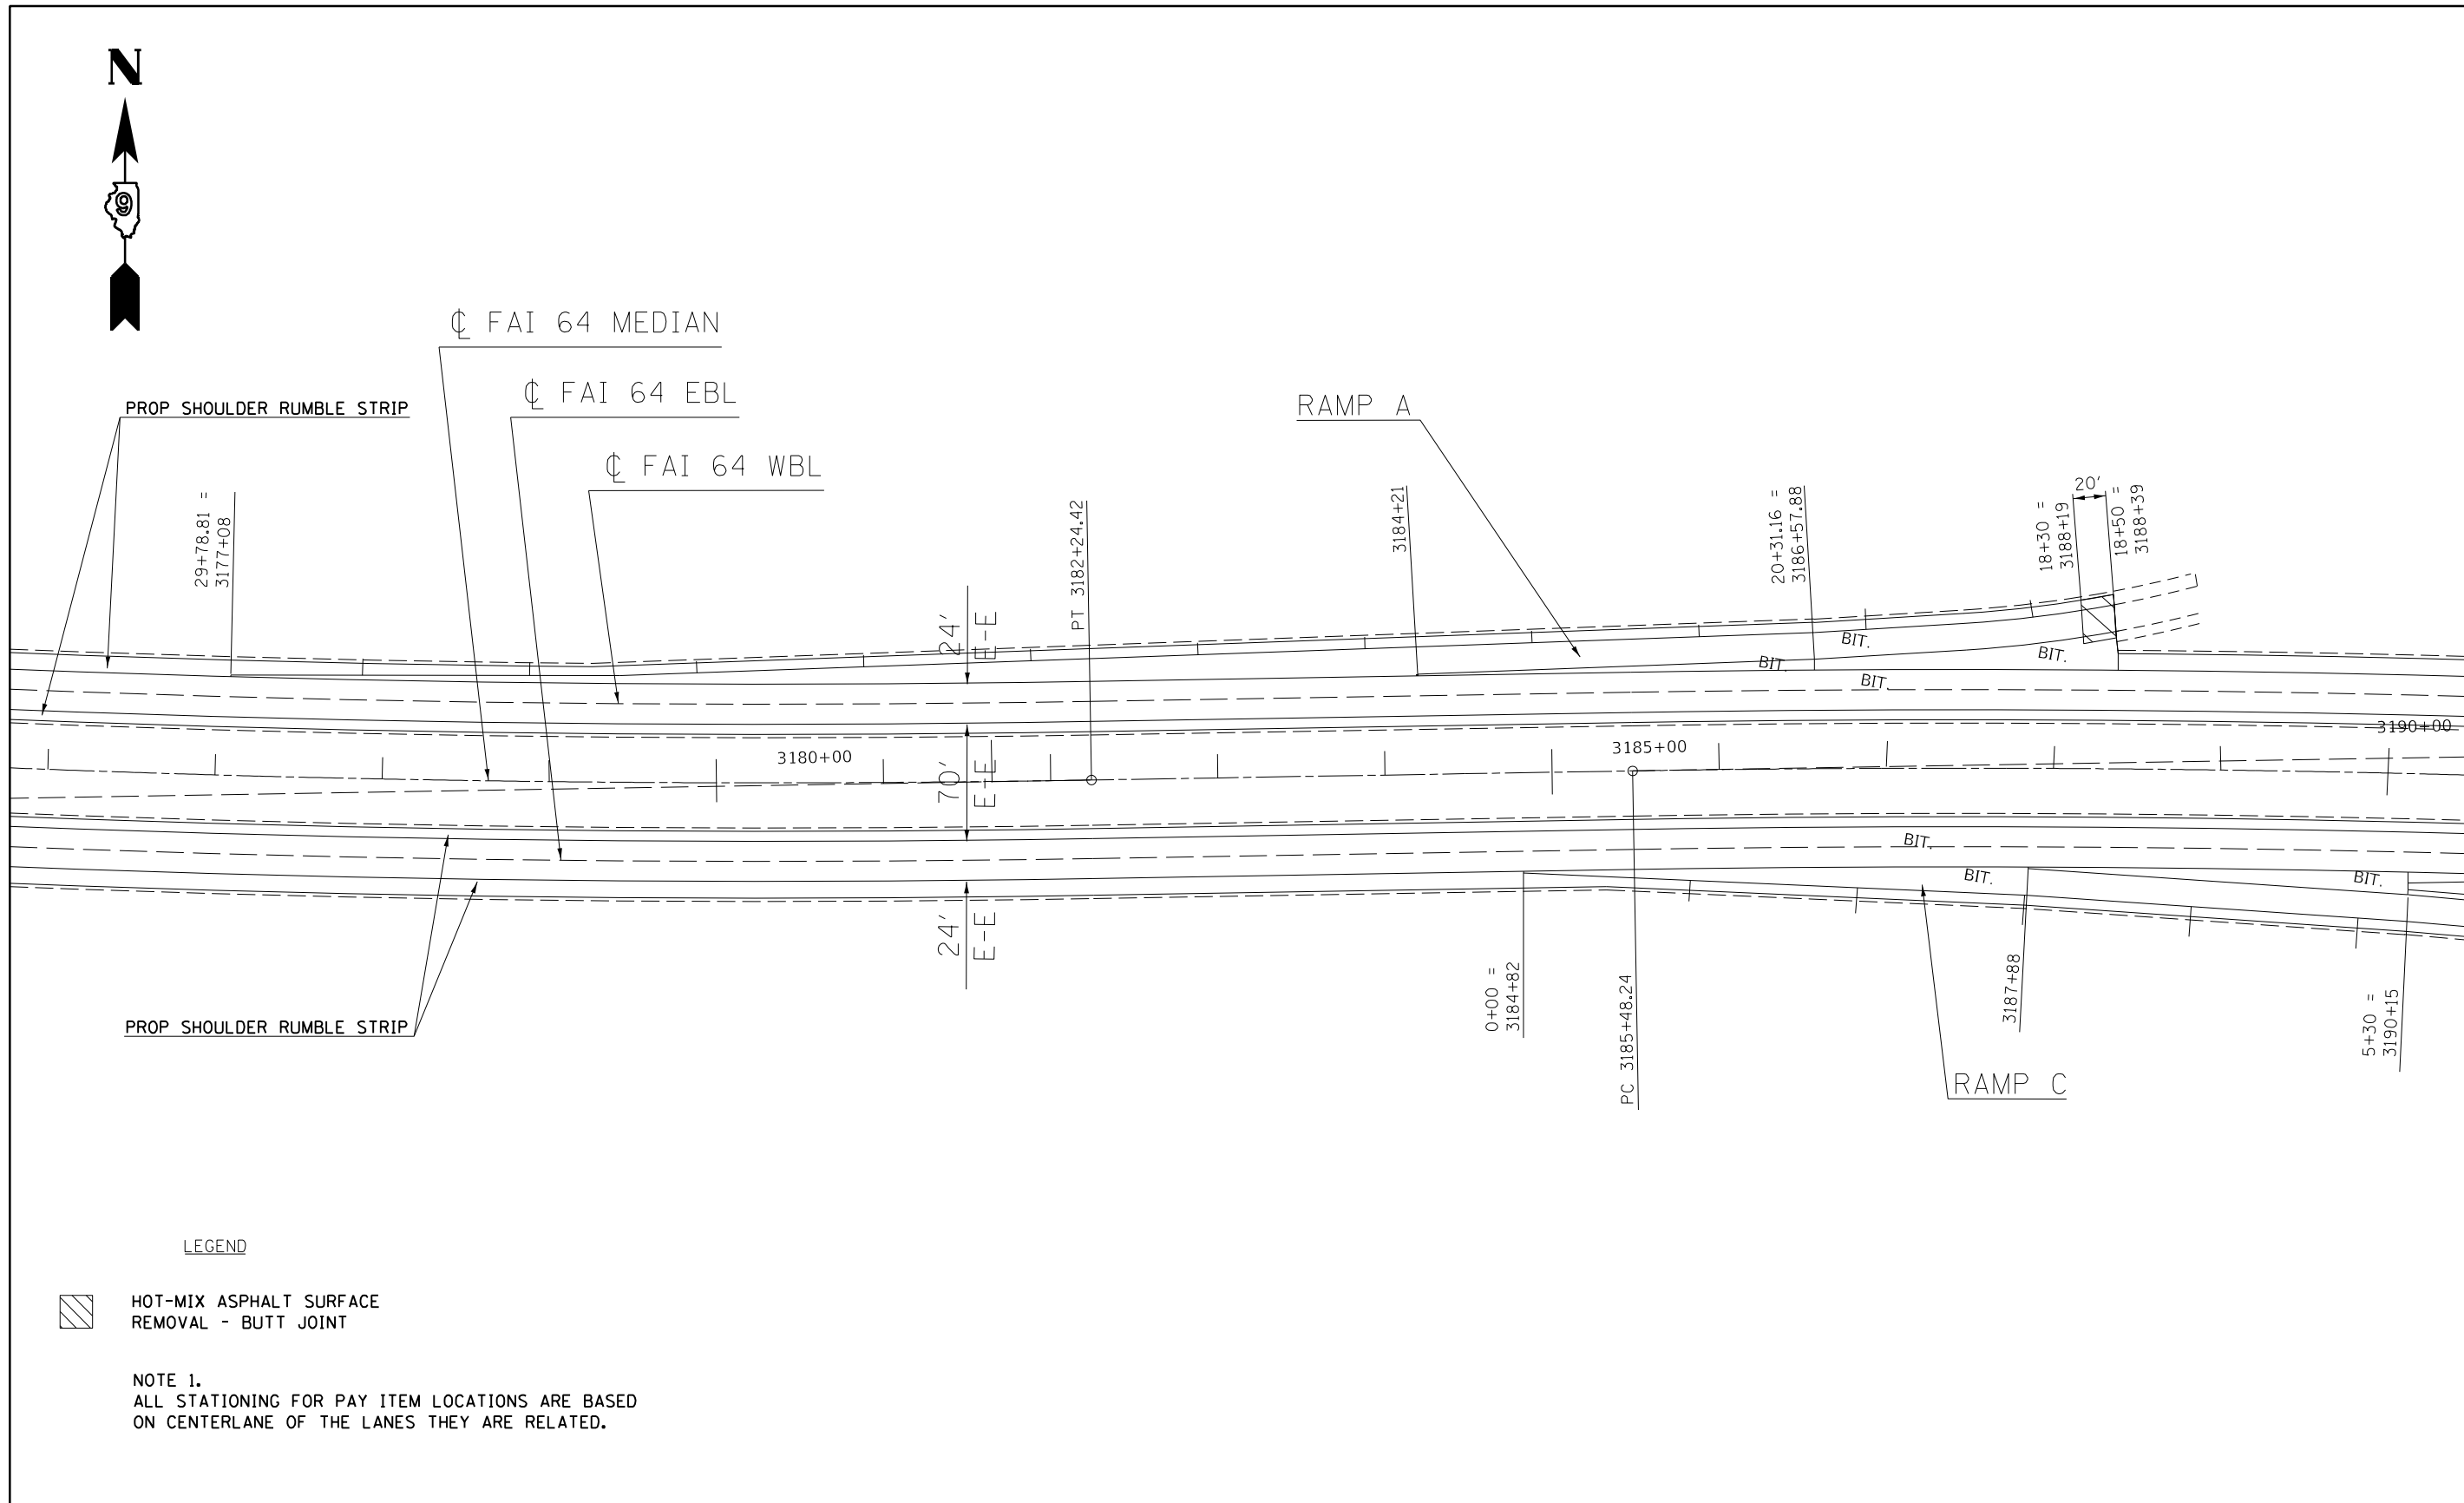 N
9
℄ FAI 64 MEDIAN
℄ FAI 64 EBL
PROP SHOULDER RUMBLE STRIP
℄ FAI 64 WBL
RAMP A
29+78.81 =
3177+08
PT 3182+24.42
3184+21
20+31.16 =
3186+57.88
18+30 =
3188+19
20'
18+50 =
3188+39
24'
E-E
BIT.
BIT.
BIT.
BIT.
3180+00
3185+00
3190+00
70'
E-E
BIT.
BIT.
BIT.
24'
E-E
0+00 =
3184+82
PC 3185+48.24
3187+88
5+30 =
3190+15
PROP SHOULDER RUMBLE STRIP
RAMP C
LEGEND
HOT-MIX ASPHALT SURFACE
REMOVAL - BUTT JOINT
NOTE 1.
ALL STATIONING FOR PAY ITEM LOCATIONS ARE BASED
ON CENTERLANE OF THE LANES THEY ARE RELATED.